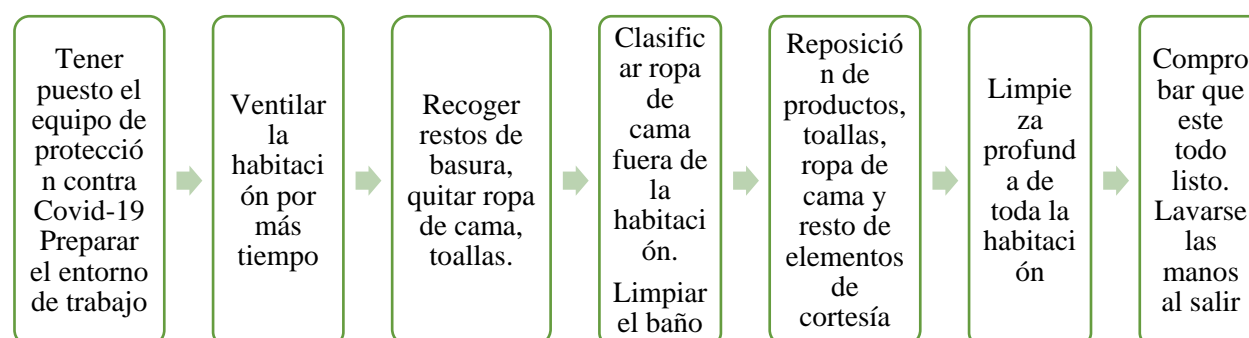 Tener
puesto el
equipo de
protecció
n contra
Covid-19
Preparar
el entorno
de trabajo
Ventilar
la
habitaci
ón por
más
tiempo
Recoger
restos de
basura,
quitar ropa
de cama,
toallas.
Clasific
ar ropa
de
cama
fuera de
la
habitaci
ón.
Limpiar
el baño
Reposició
n de
productos,
toallas,
ropa de
cama y
resto de
elementos
de
cortesía
Limpie
za
profund
a de
toda la
habitaci
ón
Compro
bar que
este
todo
listo.
Lavarse
las
manos
al salir